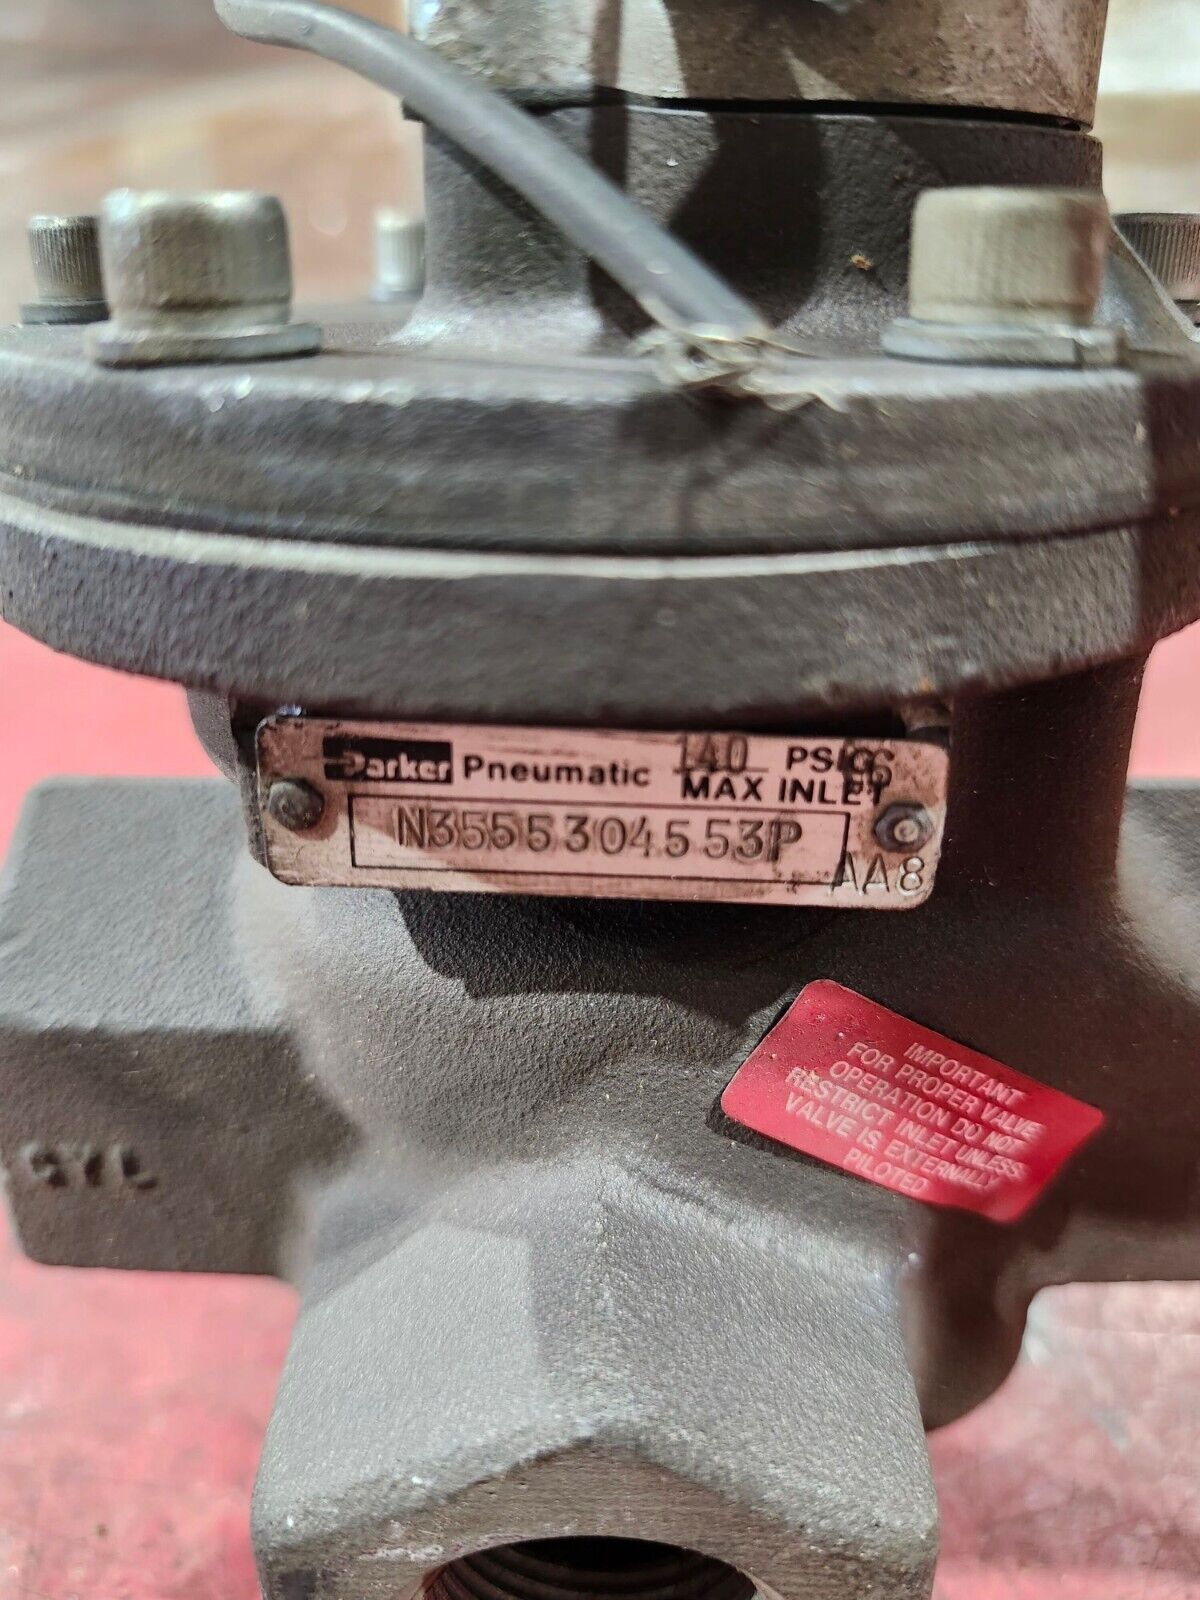 Parker Pneumatic 140 PSIG
MAX INLET
N3555304553P
AA8
IMPORTANT
FOR PROPER VALVE
OPERATION DO NOT
RESTRICT INLET UNLESS
VALVE IS EXTERNALLY
PILOTED
CYL